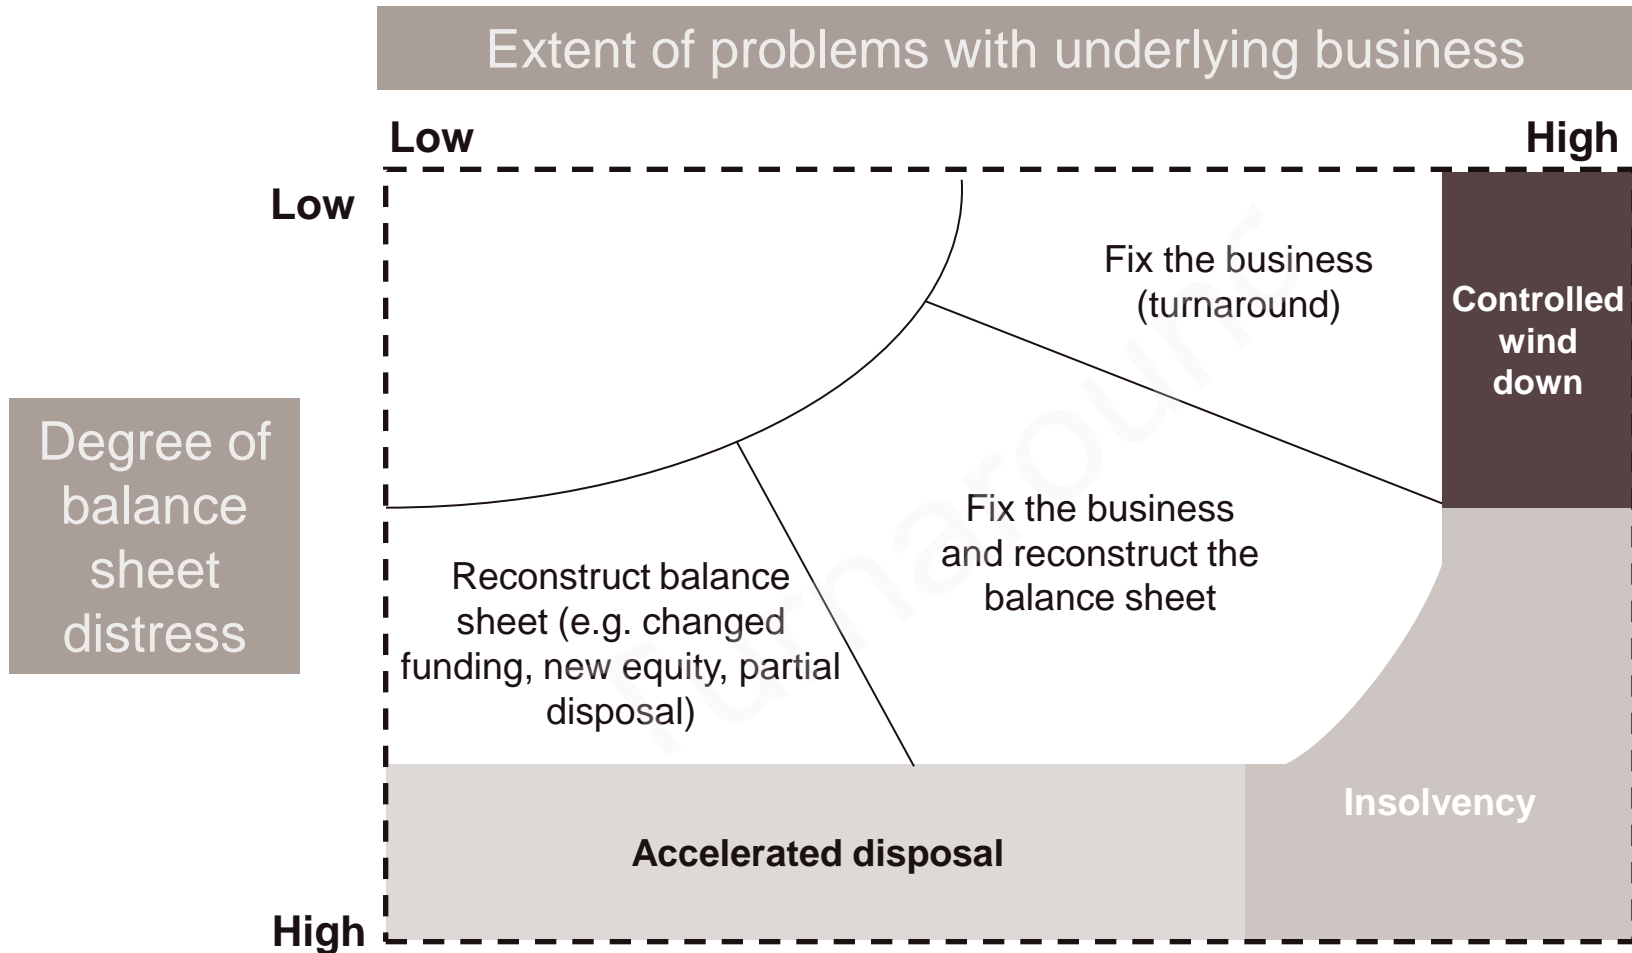 Extent of problems with underlying business
Low
High
Low
Fix the business
(turnaround)
Controlled
wind
down
Degree of
balance
sheet
distress
Fix the business
and reconstruct the
balance sheet
Reconstruct balance
sheet (e.g. changed
funding, new equity, partial
disposal)
Insolvency
Accelerated disposal
High